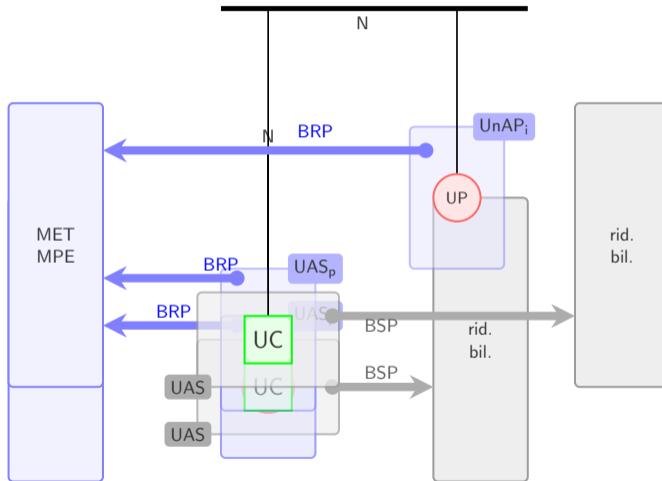 N
UnAPi
BRP
N
UP
MET
MPE
rid.
bil.
BRP
UASp
BRP
UAS
UC
BSP
rid.
bil.
BSP
UAS
UC
UAS